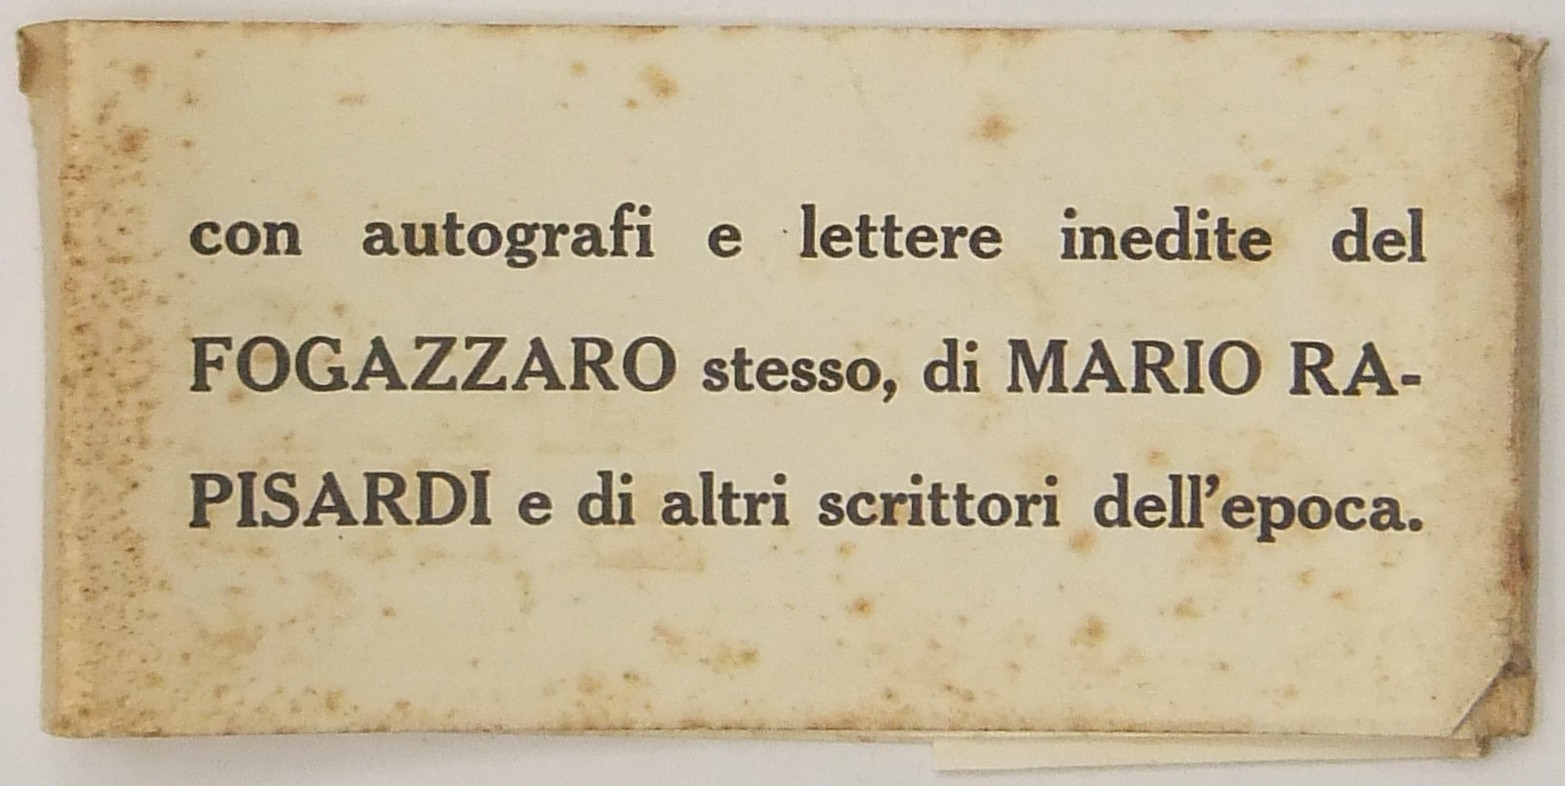 con autografi e lettere inedite del
FOGAZZARO stesso, di MARIO RA-
PISARDI e di altri scrittori dell'epoca.